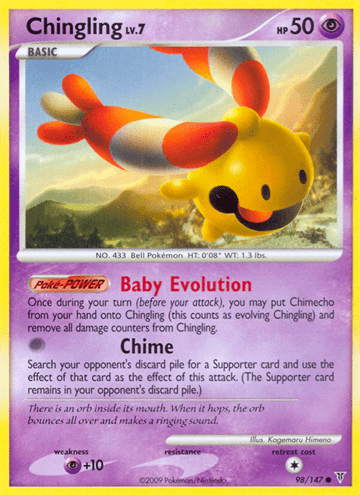 Chingling LV.7 HP 50
BASIC
NO. 433 Bell Pokémon HT: 0'08" WT: 1.3 lbs.
Poké-POWER Baby Evolution
Once during your turn (before your attack), you may put Chimecho
from your hand onto Chingling (this counts as evolving Chingling) and
remove all damage counters from Chingling.
Chime
Search your opponent's discard pile for a Supporter card and use the
effect of that card as the effect of this attack. (The Supporter card
remains in your opponent's discard pile.)
There is an orb inside its mouth. When it hops, the orb
bounces all over and makes a ringing sound.
Illus. Kagemaru Himeno
weakness resistance retreat cost
+10
©2009 Pokémon/Nintendo. 98/147